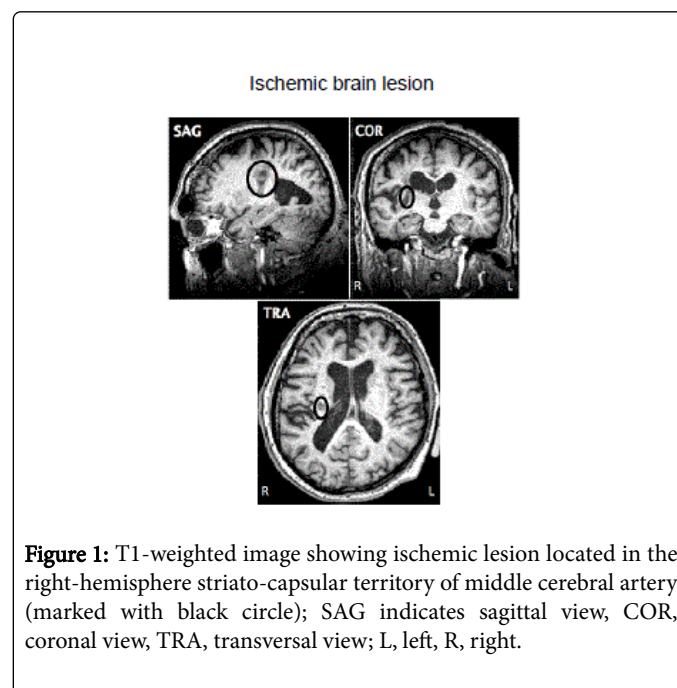 Ischemic brain lesion
SAG
COR
R
L
TRA
R
L
Figure 1: T1-weighted image showing ischemic lesion located in the
right-hemisphere striato-capsular territory of middle cerebral artery
(marked with black circle); SAG indicates sagittal view, COR,
coronal view, TRA, transversal view; L, left, R, right.